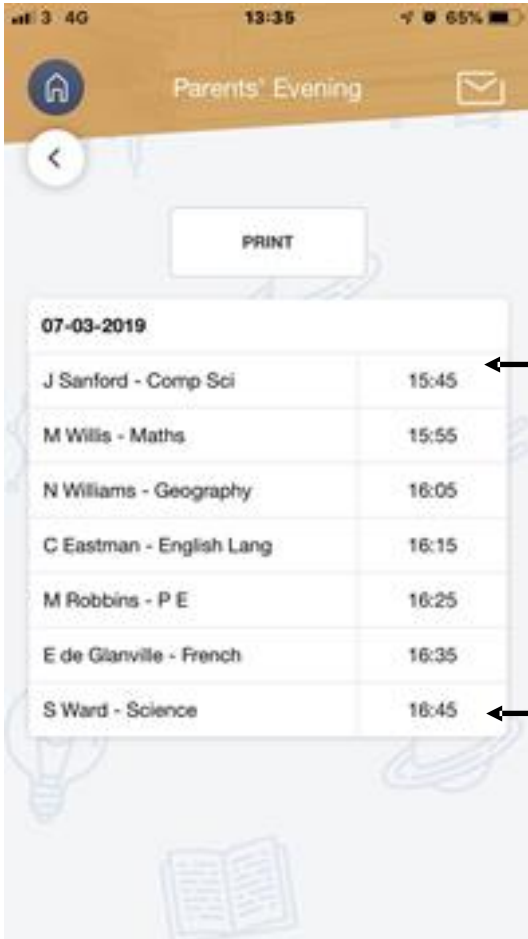 3 4G 13:35 65%
Parents' Evening
PRINT
07-03-2019
J Sanford - Comp Sci 15:45
M Willis - Maths 15:55
N Williams - Geography 16:05
C Eastman - English Lang 16:15
M Robbins - P E 16:25
E de Glanville - French 16:35
S Ward - Science 16:45